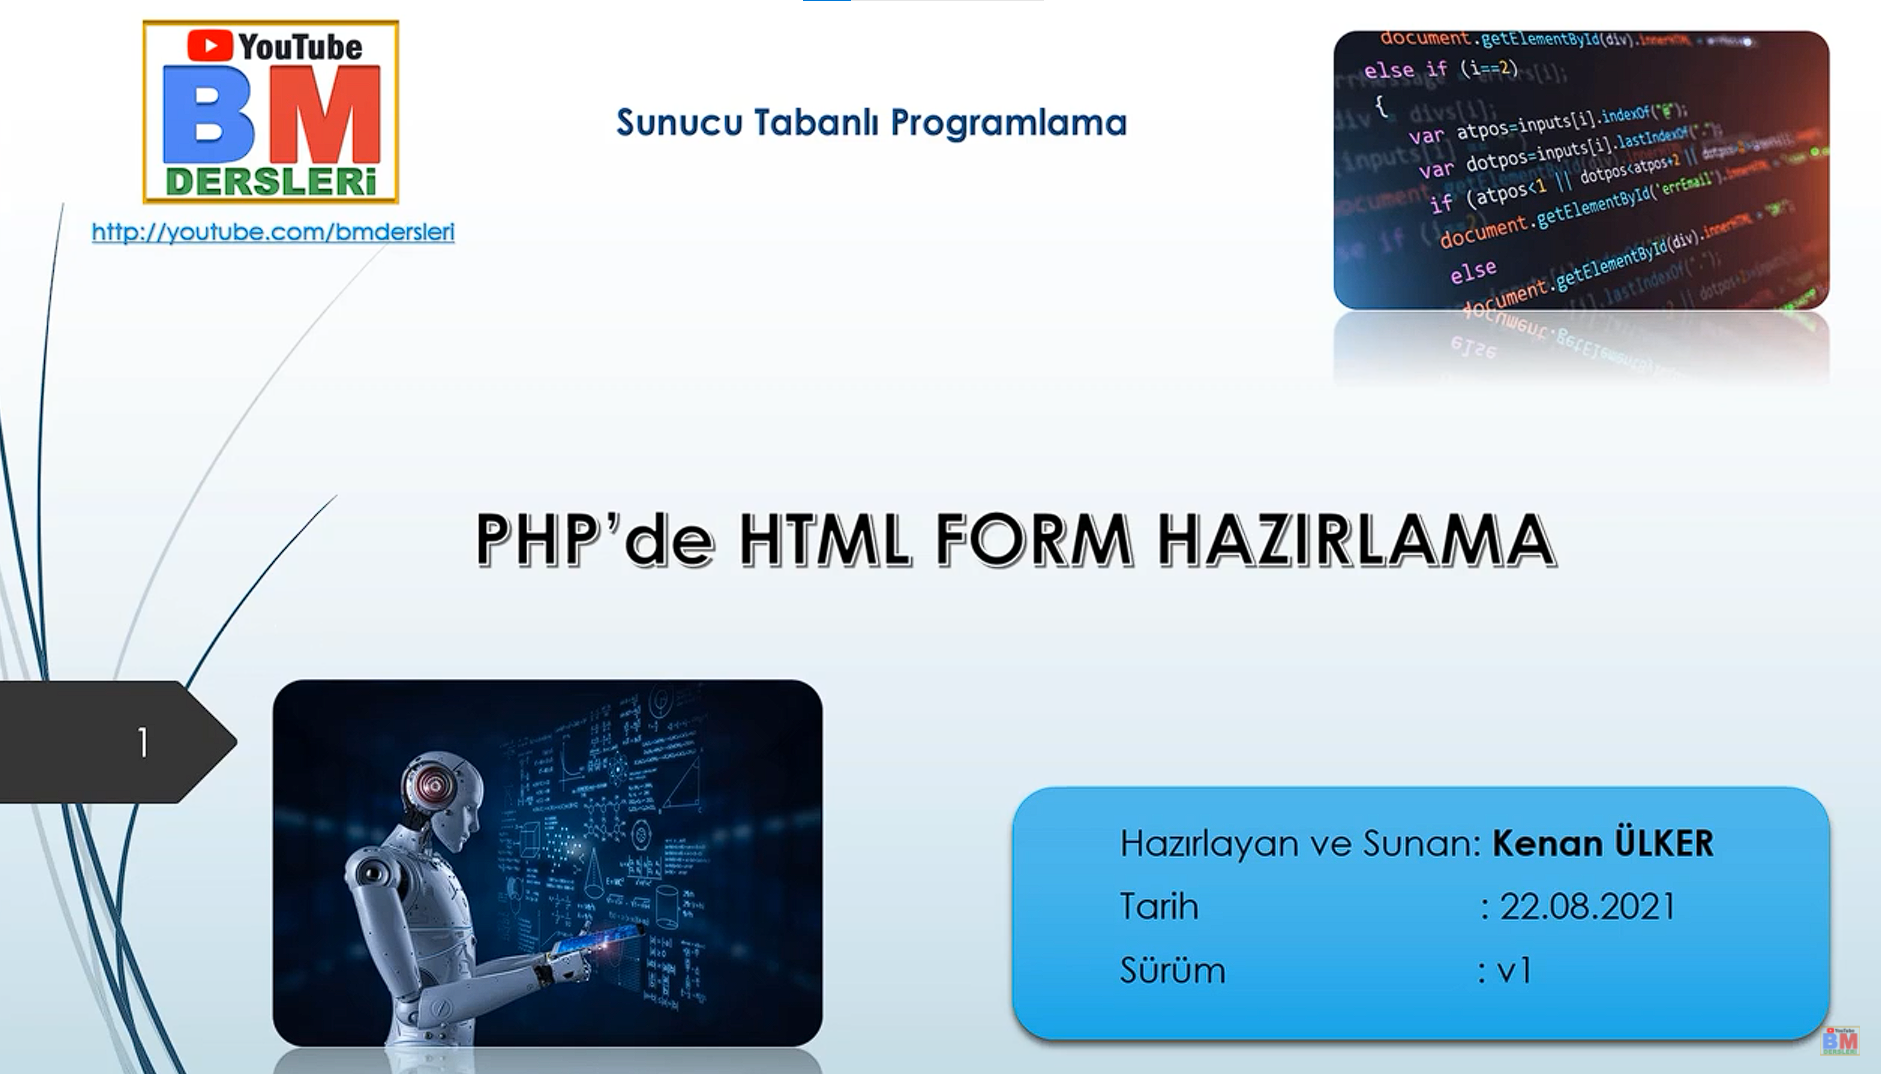 YouTube
BM
DERSLERi
http://youtube.com/bmdersleri
Sunucu Tabanlı Programlama
document.getElementById(div).innerHTML
else if (i==2)
{
var atpos=inputs[i].indexOf("@");
var dotpos=inputs[i].lastIndexOf(".");
if (atpos<1 || dotpos<atpos+2 || dotpos
document.getElementById('errEmail').innerHTML
else
document.getElementById(div).innerHTML
PHP'de HTML FORM HAZIRLAMA
1
Hazırlayan ve Sunan: Kenan ÜLKER
Tarih : 22.08.2021
Sürüm : v1
YouTube
BM
DERSLERi